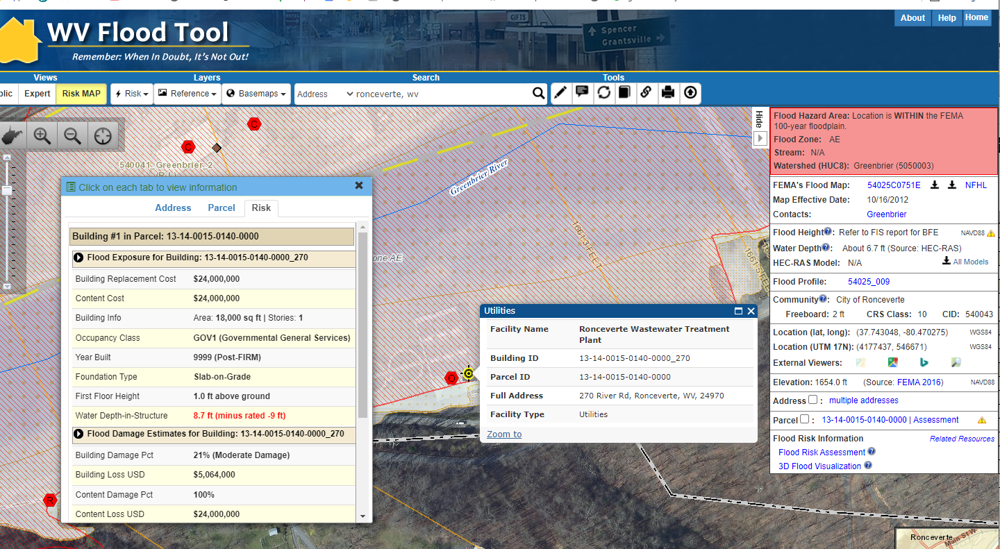 WV Flood Tool
Remember: When In Doubt, It's Not Out!
GIFTS
Spencer
Grantsville
About Help Home
Views Layers Search Tools
blic Expert Risk MAP Risk Reference Basemaps Address ronceverte, wv
C
C
540041_Greenbrier_2
Greenbrier River
1661.3 FEET
1661.5 FEET
one AE
O
R
Click on each tab to view information
Address Parcel Risk
Building #1 in Parcel: 13-14-0015-0140-0000
Flood Exposure for Building: 13-14-0015-0140-0000_270
Building Replacement Cost $24,000,000
Content Cost $24,000,000
Building Info Area: 18,000 sq ft | Stories: 1
Occupancy Class GOV1 (Governmental General Services)
Year Built 9999 (Post-FIRM)
Foundation Type Slab-on-Grade
First Floor Height 1.0 ft above ground
Water Depth-in-Structure 8.7 ft (minus rated -9 ft)
Flood Damage Estimates for Building: 13-14-0015-0140-0000_270
Building Damage Pct 21% (Moderate Damage)
Building Loss USD $5,064,000
Content Damage Pct 100%
Content Loss USD $24,000,000
Utilities
Facility Name Ronceverte Wastewater Treatment
Plant
Building ID 13-14-0015-0140-0000_270
Parcel ID 13-14-0015-0140-0000
Full Address 270 River Rd, Ronceverte, WV, 24970
Facility Type Utilities
Zoom to
Hide
Flood Hazard Area: Location is WITHIN the FEMA
100-year floodplain.
Flood Zone: AE
Stream: N/A
Watershed (HUC8): Greenbrier (5050003)
FEMA's Flood Map: 54025C0751E NFHL
Map Effective Date: 10/16/2012
Contacts: Greenbrier
Flood Height: Refer to FIS report for BFE NAVD88
Water Depth: About 6.7 ft (Source: HEC-RAS)
HEC-RAS Model: N/A All Models
Flood Profile: 54025_009
Community: City of Ronceverte
Freeboard: 2 ft CRS Class: 10 CID: 540043
Location (lat, long): (37.743048, -80.470275) WGS84
Location (UTM 17N): (4177437, 546671) WGS84
External Viewers:
Elevation: 1654.0 ft (Source: FEMA 2016) NAVD88
Address : multiple addresses
Parcel : 13-14-0015-0140-0000 | Assessment
Flood Risk Information Related Resources
Flood Risk Assessment
3D Flood Visualization
Ronceverte
Main St W